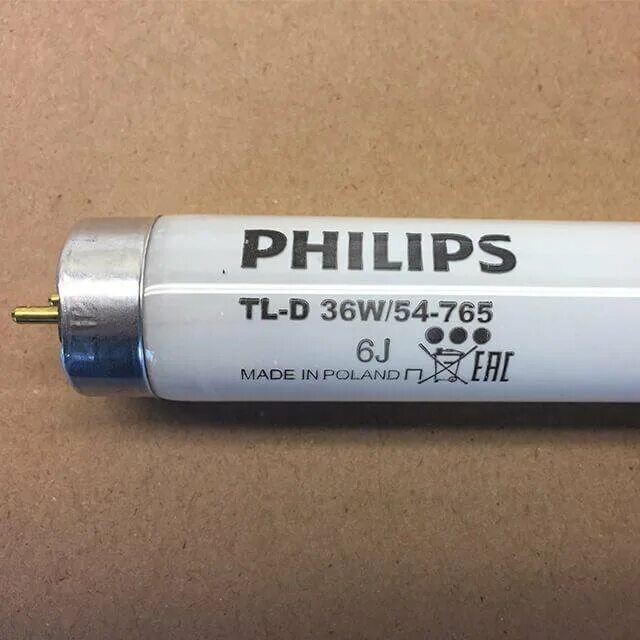 PHILIPS
TL-D 36W/54-765
6J
MADE IN POLAND П EAC